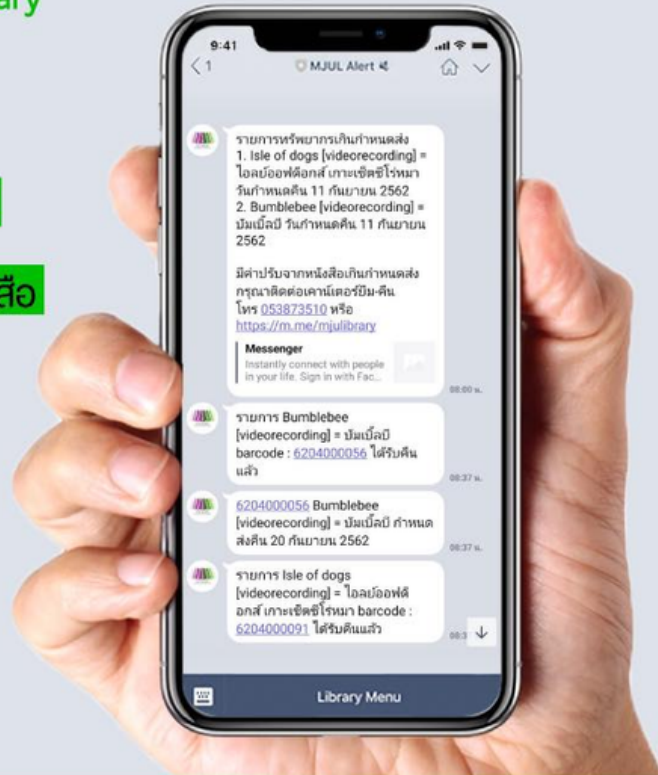 สือ
9:41
1 MJUL Alert
รายการทรัพยากรเกินกำหนดส่ง
1. Isle of dogs [videorecording] =
ไอลย์ออฟด็อกส์ เกาะเซ็ตซีโร่หมา
วันกำหนดคืน 11 กันยายน 2562
2. Bumblebee [videorecording] =
บัมเบิ้ลบี วันกำหนดคืน 11 กันยายน
2562
มีค่าปรับจากหนังสือเกินกำหนดส่ง
กรุณาติดต่อเคาน์เตอร์ยืม-คืน
โทร 053873510 หรือ
https://m.me/mjulibrary
Messenger
Instantly connect with people
in your life. Sign in with Fac...
08:00 น.
รายการ Bumblebee
[videorecording] = บัมเบิ้ลบี
barcode : 6204000056 ได้รับคืน
แล้ว
08:37 น.
6204000056 Bumblebee
[videorecording] = บัมเบิ้ลบี กำหนด
ส่งคืน 20 กันยายน 2562
08:37 น.
รายการ Isle of dogs
[videorecording] = ไอลย์ออฟด็
อกส์ เกาะเซ็ตซีโร่หมา barcode :
6204000091 ได้รับคืนแล้ว
08:3
Library Menu